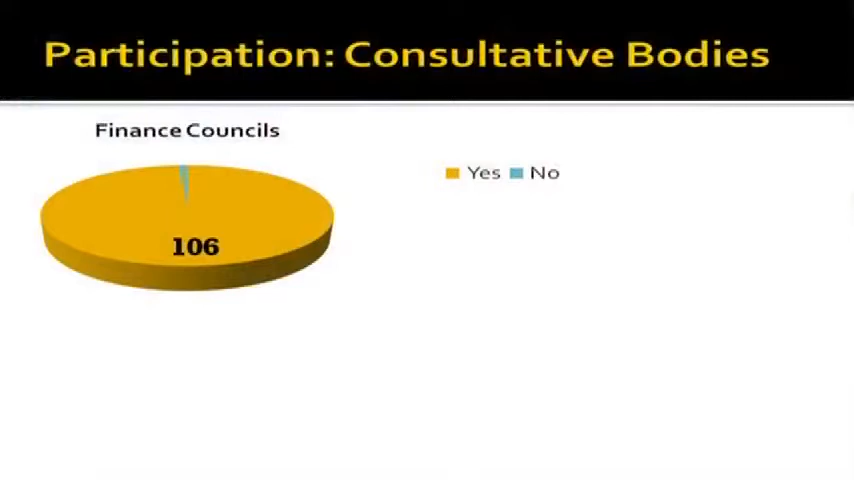 Participation: Consultative Bodies
Finance Councils
Yes No
106